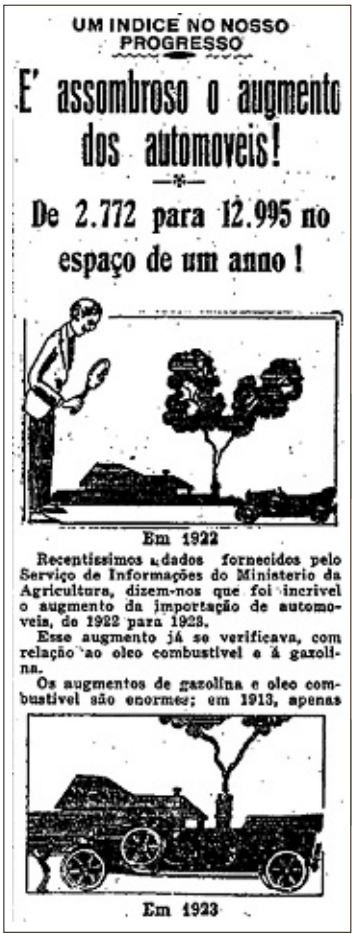 UM INDICE NO NOSSO
PROGRESSO
E' assombroso o augmento
dos automoveis!
De 2.772 para 12.995 no
espaço de um anno!
Em 1922
Recentissimos dados fornecidos pelo
Serviço de Informações do Ministerio da
Agricultura, dizem-nos que foi incrivel
o augmento da importação de automo-
veis, de 1922 para 1923.
Esse augmento já se verificava, com
relação ao oleo combustivel e á gazoli-
na.
Os augmentos de gazolina e oleo com-
bustivel são enormes; em 1913, apenas
Em 1923